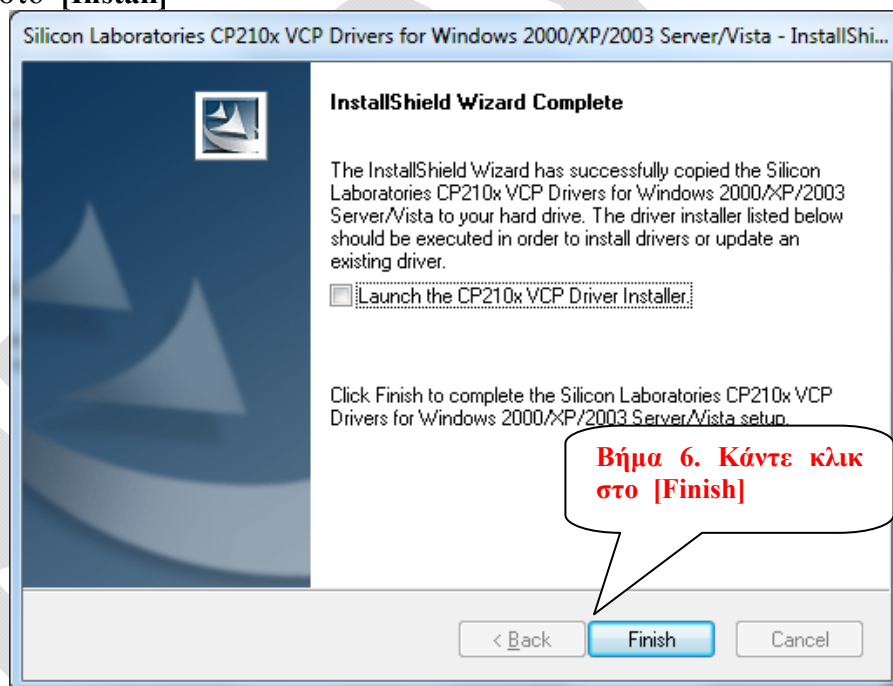 στο [Install]
Silicon Laboratories CP210x VCP Drivers for Windows 2000/XP/2003 Server/Vista - InstallShi...
InstallShield Wizard Complete
The InstallShield Wizard has successfully copied the Silicon
Laboratories CP210x VCP Drivers for Windows 2000/XP/2003
Server/Vista to your hard drive. The driver installer listed below
should be executed in order to install drivers or update an
existing driver.
Launch the CP210x VCP Driver Installer.
Click Finish to complete the Silicon Laboratories CP210x VCP
Drivers for Windows 2000/XP/2003 Server/Vista setup.
Βήμα 6. Κάντε κλικ
στο [Finish]
< Back
Finish
Cancel